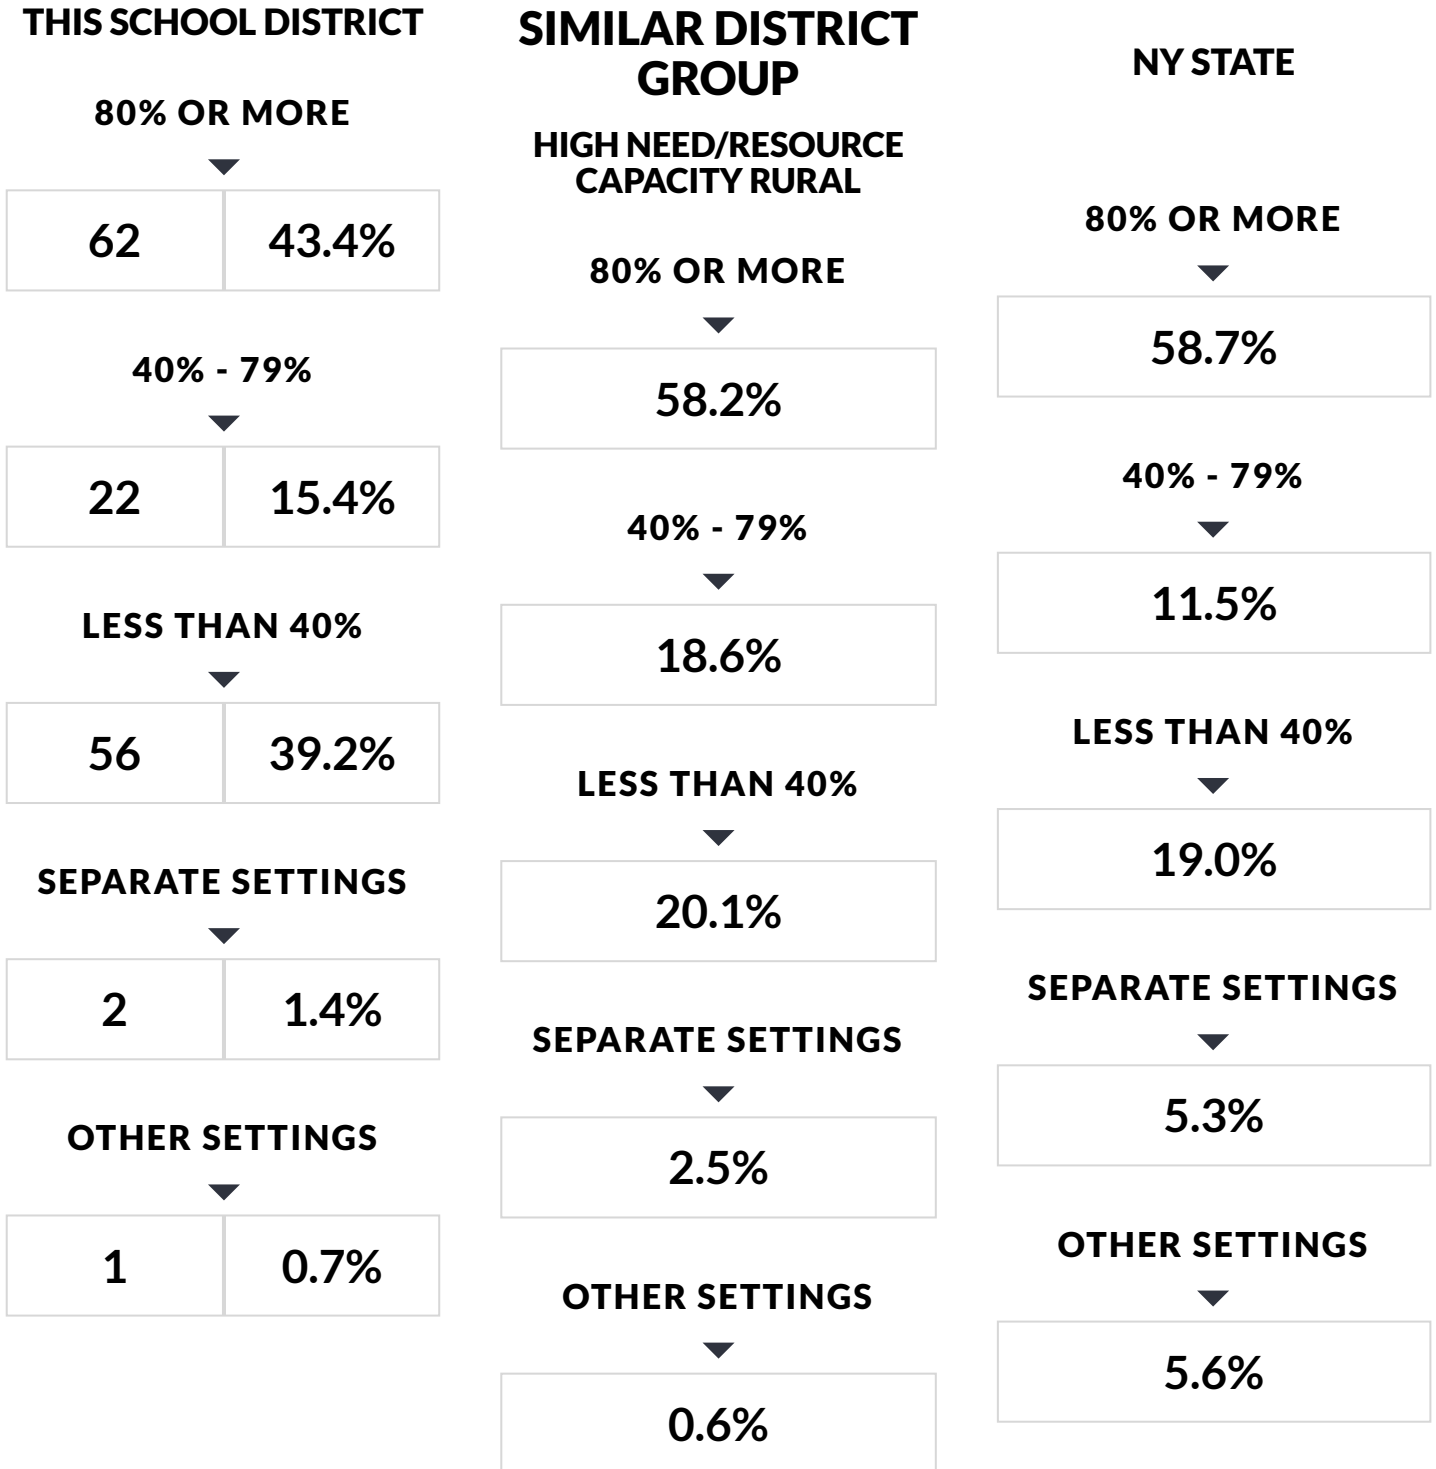 THIS SCHOOL DISTRICT
80% OR MORE
62 43.4%
40% - 79%
22 15.4%
LESS THAN 40%
56 39.2%
SEPARATE SETTINGS
2 1.4%
OTHER SETTINGS
1 0.7%
SIMILAR DISTRICT
GROUP
HIGH NEED/RESOURCE
CAPACITY RURAL
80% OR MORE
58.2%
40% - 79%
18.6%
LESS THAN 40%
20.1%
SEPARATE SETTINGS
2.5%
OTHER SETTINGS
0.6%
NY STATE
80% OR MORE
58.7%
40% - 79%
11.5%
LESS THAN 40%
19.0%
SEPARATE SETTINGS
5.3%
OTHER SETTINGS
5.6%